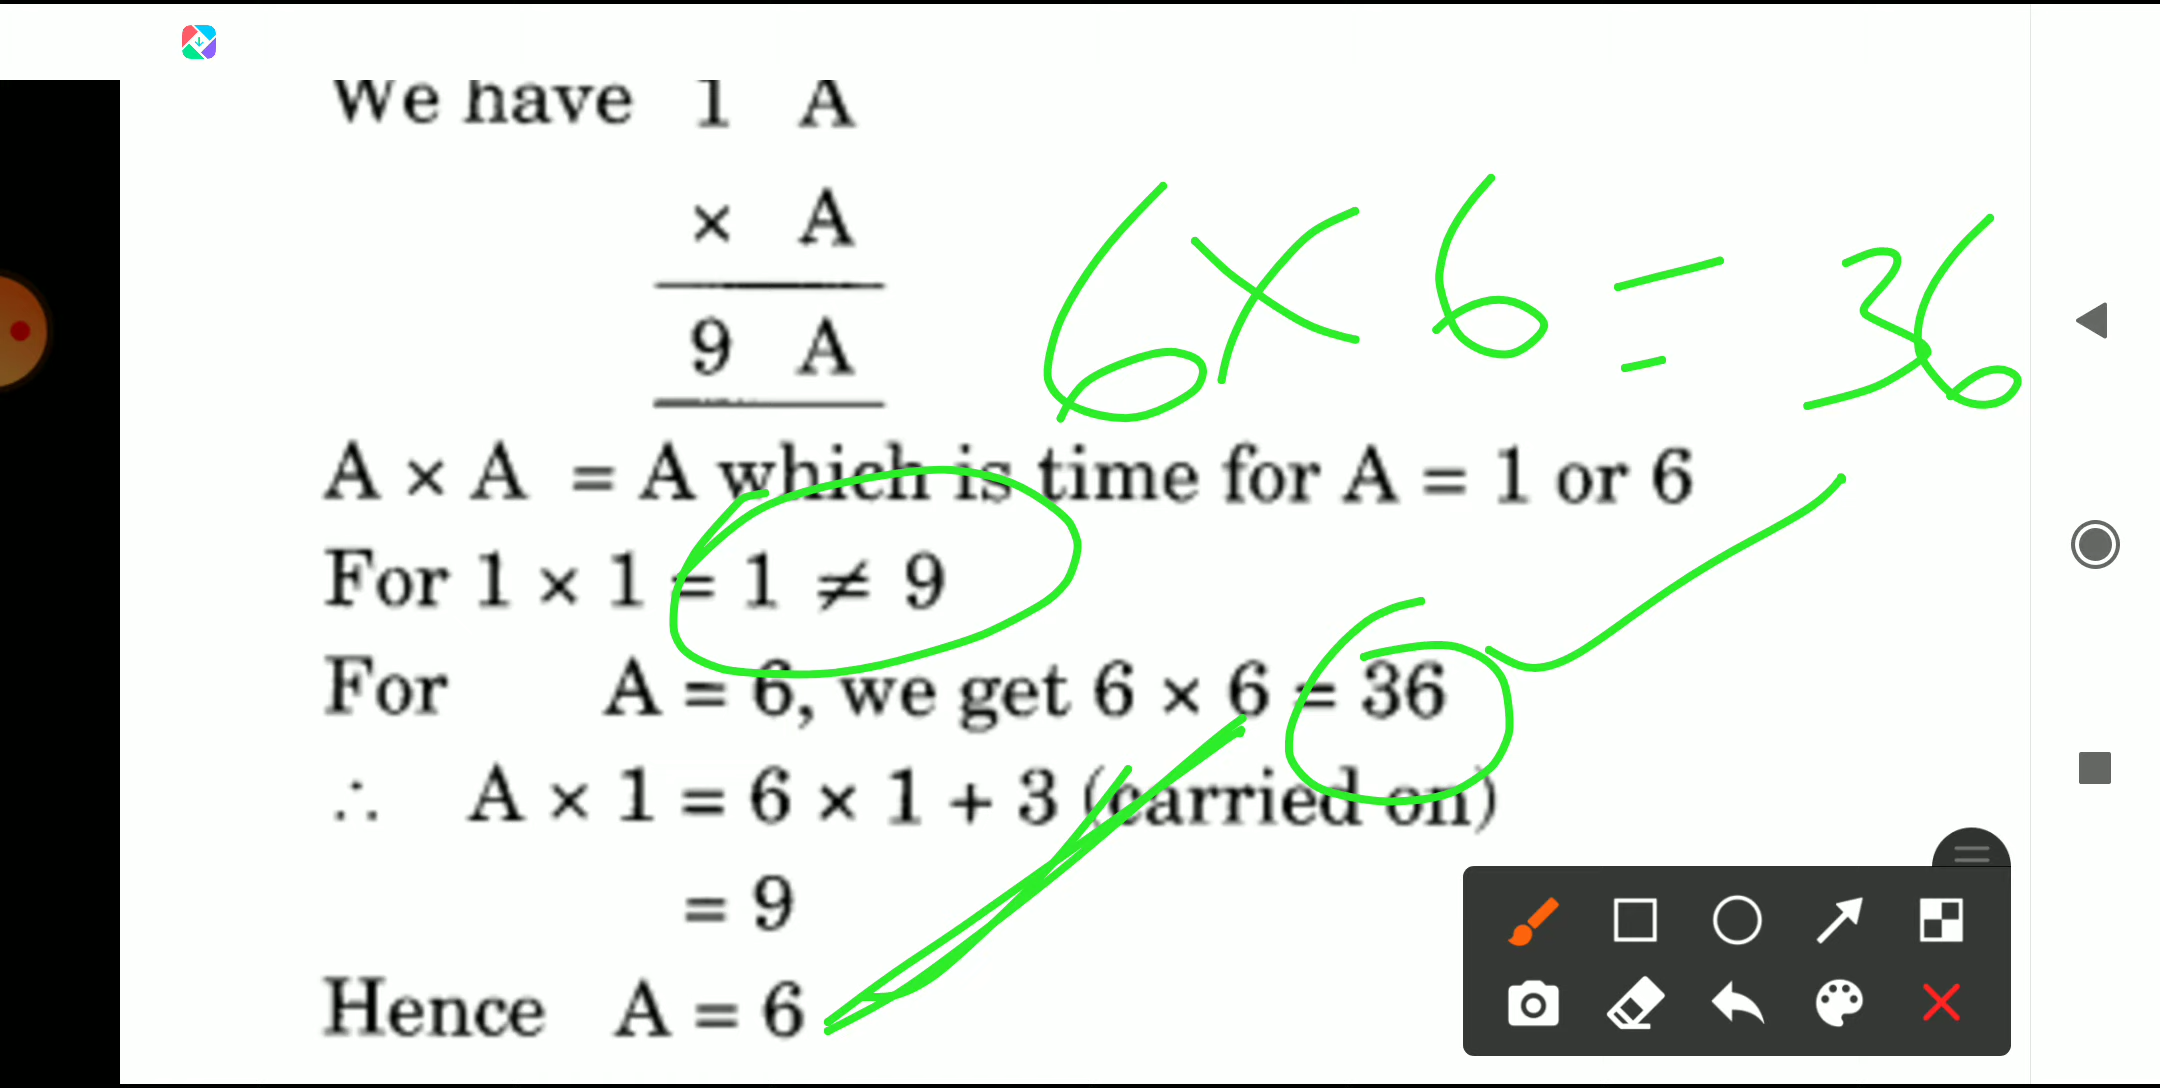 We have 1 A
× A
9 A
6 × 6 = 36
A × A = A which is time for A = 1 or 6
For 1 × 1 = 1 ≠ 9
For A = 6, we get 6 × 6 = 36
∴ A × 1 = 6 × 1 + 3 (carried on)
= 9
Hence A = 6